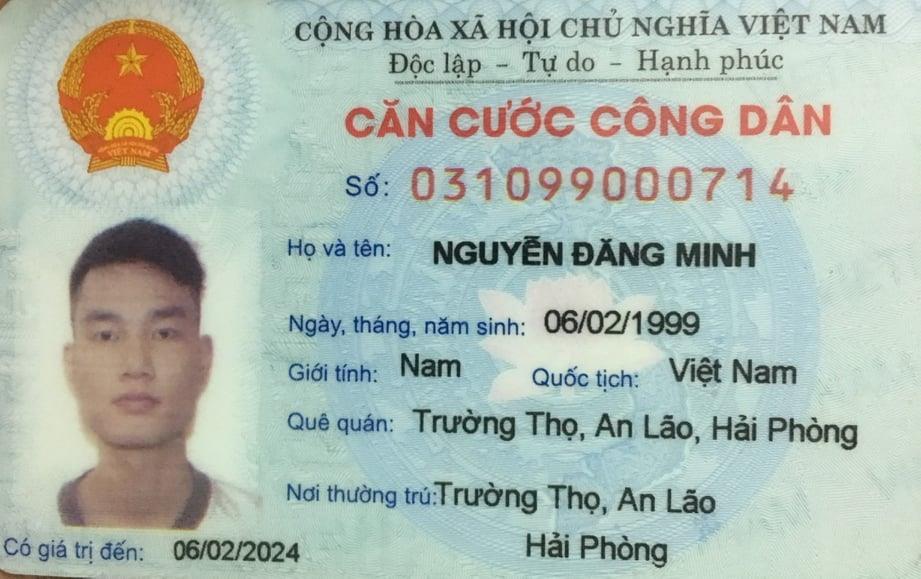 CỘNG HÒA XÃ HỘI CHỦ NGHĨA VIỆT NAM
Độc lập - Tự do - Hạnh phúc
CĂN CƯỚC CÔNG DÂN
Số: 031099000714
Họ và tên: NGUYỄN ĐĂNG MINH
Ngày, tháng, năm sinh: 06/02/1999
Giới tính: Nam Quốc tịch: Việt Nam
Quê quán: Trường Thọ, An Lão, Hải Phòng
Nơi thường trú: Trường Thọ, An Lão
Hải Phòng
Có giá trị đến: 06/02/2024